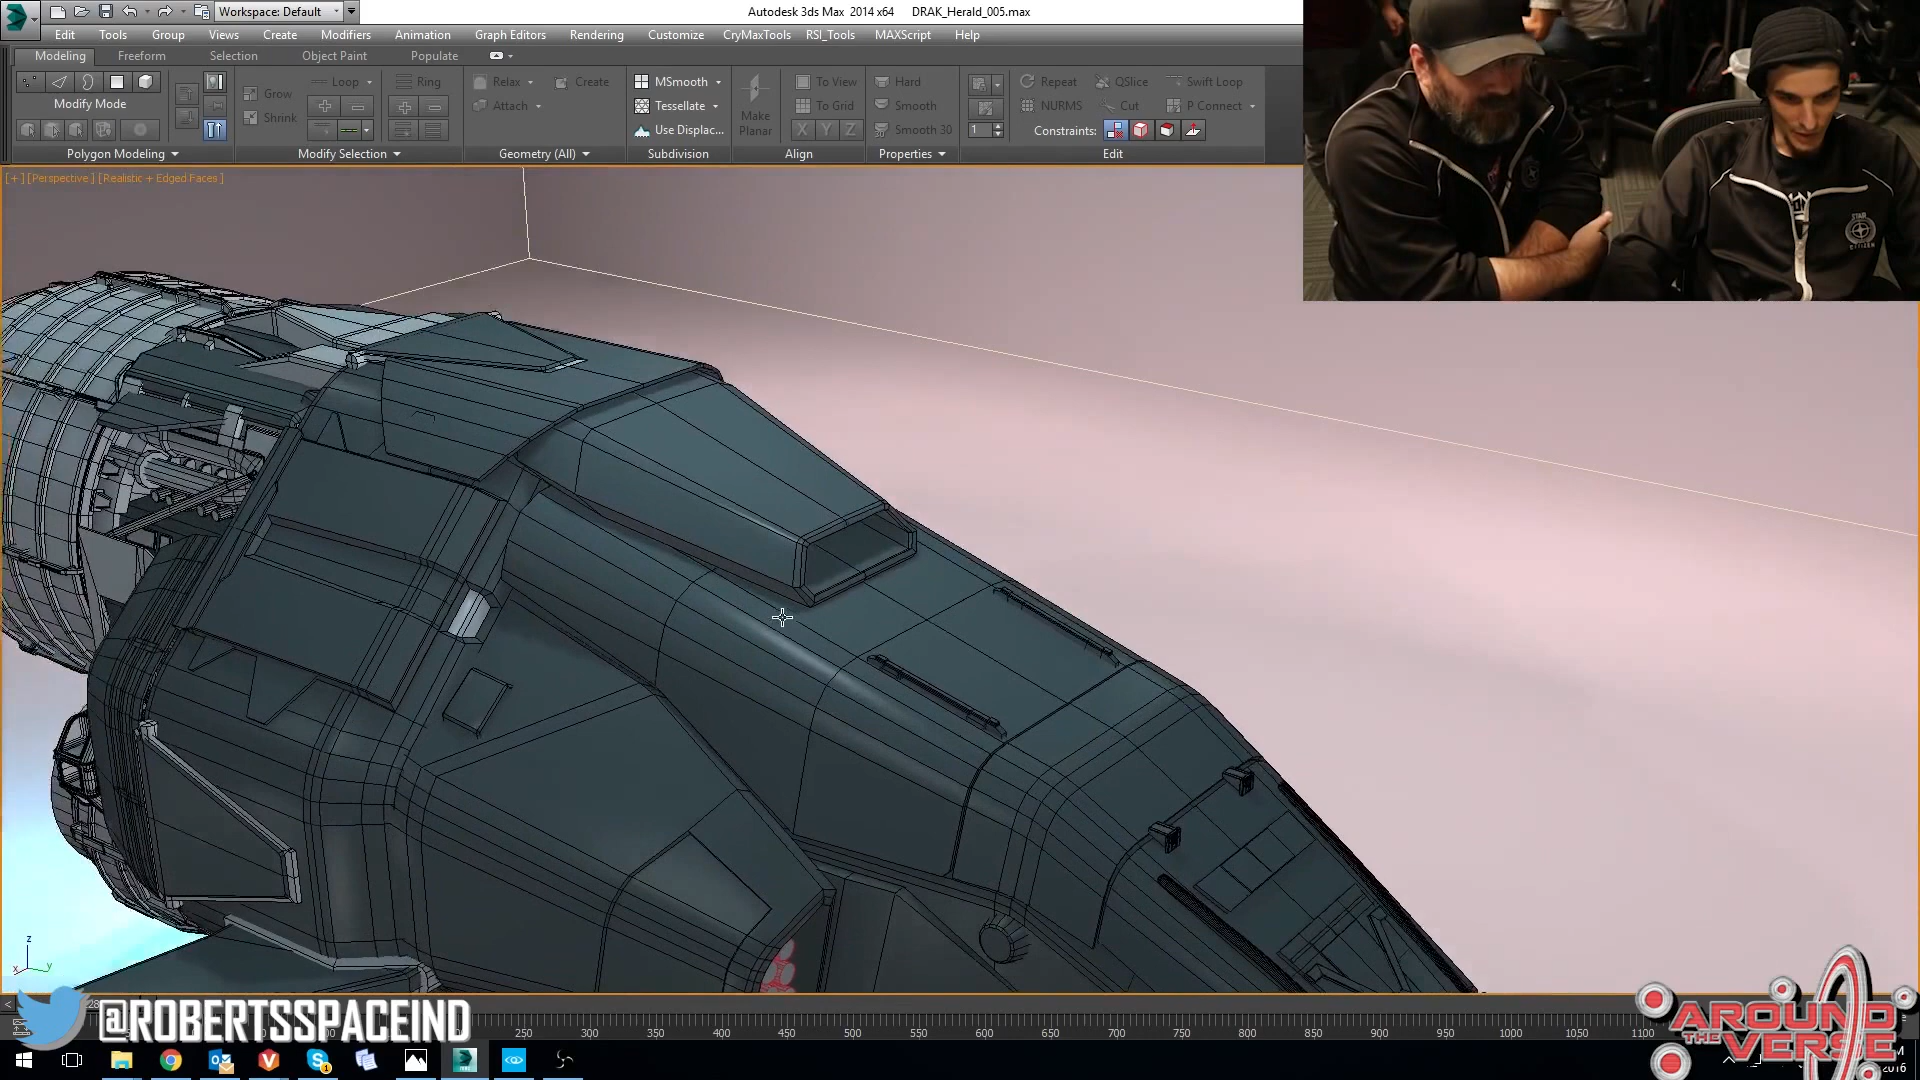 Workspace: Default
Autodesk 3ds Max 2014 x64 DRAK_Herald_005.max
Edit Tools Group Views Create Modifiers Animation Graph Editors Rendering Customize CryMaxTools RSI_Tools MAXScript Help
Modeling Freeform Selection Object Paint Populate
Loop Ring Relax Create MSmooth To View Hard Repeat QSlice Swift Loop
Grow
Modify Mode Attach Tessellate To Grid Smooth NURMS Cut P Connect
Shrink Make Planar
Use Displac... X Y Z Smooth 30 1 Constraints:
Polygon Modeling Modify Selection Geometry (All) Subdivision Align Properties Edit
[+] [Perspective] [Realistic + Edged Faces]
STAR CITIZEN
z
x y
@ROBERTSSPACEIND
250 300 350 400 450 500 550 600 650 700 750 800 850 900 950 1000 1050 1100
AROUND THE VERSE